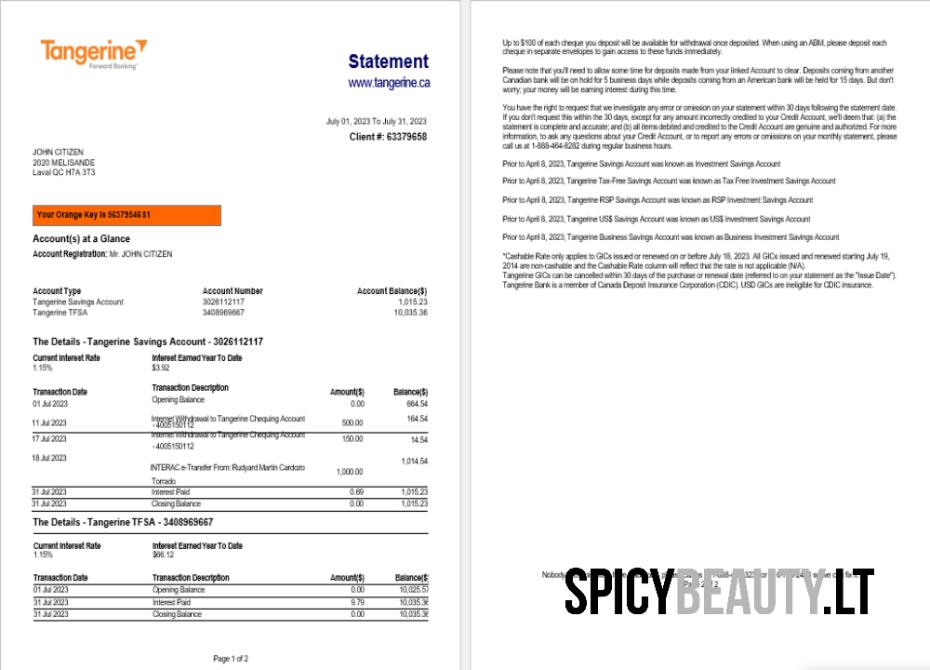 Tangerine
Forward Banking
Statement
www.tangerine.ca
July 01, 2023 To July 31, 2023
Client #: 63379658
JOHN CITIZEN
2020 MELISANDE
Laval QC H7A 3T3
Your Orange Key is 5637954651
Account(s) at a Glance
Account Registration: Mr. JOHN CITIZEN
Account Type Account Number Account Balance($)
Tangerine Savings Account 3026112117 1,015.23
Tangerine TFSA 3408969667 10,035.36
The Details - Tangerine Savings Account - 3026112117
Current Interest Rate Interest Earned Year To Date
1.15% $3.92
Transaction Date Transaction Description Amount($) Balance($)
01 Jul 2023 Opening Balance 0.00 664.54
11 Jul 2023 Internet Withdrawal to Tangerine Chequing Account 500.00 164.54
- 4005150112
17 Jul 2023 Internet Withdrawal to Tangerine Chequing Account 150.00 14.54
- 4005150112
18 Jul 2023 INTERAC e-Transfer From: Rudyard Martin Cardozo 1,000.00 1,014.54
Torrado
31 Jul 2023 Interest Paid 0.69 1,015.23
31 Jul 2023 Closing Balance 0.00 1,015.23
The Details - Tangerine TFSA - 3408969667
Current Interest Rate Interest Earned Year To Date
1.15% $66.12
Transaction Date Transaction Description Amount($) Balance($)
01 Jul 2023 Opening Balance 0.00 10,025.57
31 Jul 2023 Interest Paid 9.79 10,035.36
31 Jul 2023 Closing Balance 0.00 10,035.36
Page 1 of 2
Up to $100 of each cheque you deposit will be available for withdrawal once deposited. When using an ABM, please deposit each
cheque in separate envelopes to gain access to these funds immediately.
Please note that you'll need to allow some time for deposits made from your linked Account to clear. Deposits coming from another
Canadian bank will be on hold for 5 business days while deposits coming from an American bank will be held for 15 days. But don't
worry; your money will be earning interest during this time.
You have the right to request that we investigate any error or omission on your statement within 30 days following the statement date.
If you don't request this within the 30 days, except for any amount incorrectly credited to your Credit Account, we'll deem that: (a) the
statement is complete and accurate; and (b) all items debited and credited to the Credit Account are genuine and authorized. For more
information, to ask any questions about your Credit Account, or to report any errors or omissions on your monthly statement, please
call us at 1-888-464-8282 during regular business hours.
Prior to April 8, 2023, Tangerine Savings Account was known as Investment Savings Account
Prior to April 8, 2023, Tangerine Tax-Free Savings Account was known as Tax Free Investment Savings Account
Prior to April 8, 2023, Tangerine RSP Savings Account was known as RSP Investment Savings Account
Prior to April 8, 2023, Tangerine US$ Savings Account was known as US$ Investment Savings Account
Prior to April 8, 2023, Tangerine Business Savings Account was known as Business Investment Savings Account
*Cashable Rate only applies to GICs issued or renewed on or before July 18, 2023. All GICs issued and renewed starting July 19,
2014 are non-cashable and the Cashable Rate column will reflect that the rate is not applicable (N/A).
Tangerine GICs can be cancelled within 30 days of the purchase or renewal date (referred to on your statement as the "Issue Date").
Tangerine Bank is a member of Canada Deposit Insurance Corporation (CDIC). USD GICs are ineligible for CDIC insurance.
SPICYBEAUTY.LT